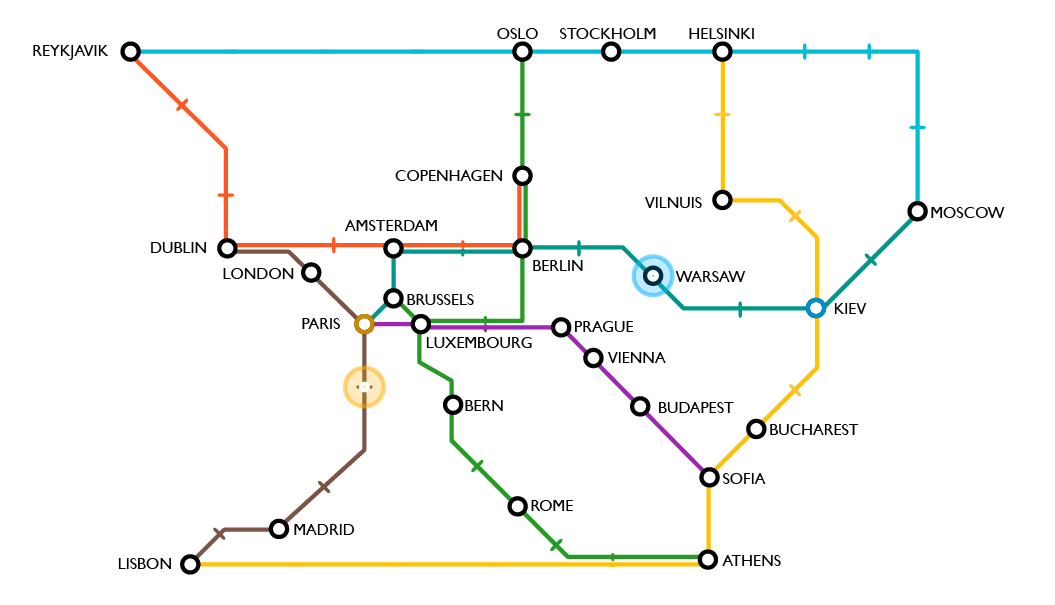 REYKJAVIK
OSLO
STOCKHOLM
HELSINKI
COPENHAGEN
VILNUIS
MOSCOW
AMSTERDAM
DUBLIN
BERLIN
LONDON
WARSAW
BRUSSELS
KIEV
PARIS
PRAGUE
LUXEMBOURG
VIENNA
BERN
BUDAPEST
BUCHAREST
SOFIA
ROME
MADRID
LISBON
ATHENS